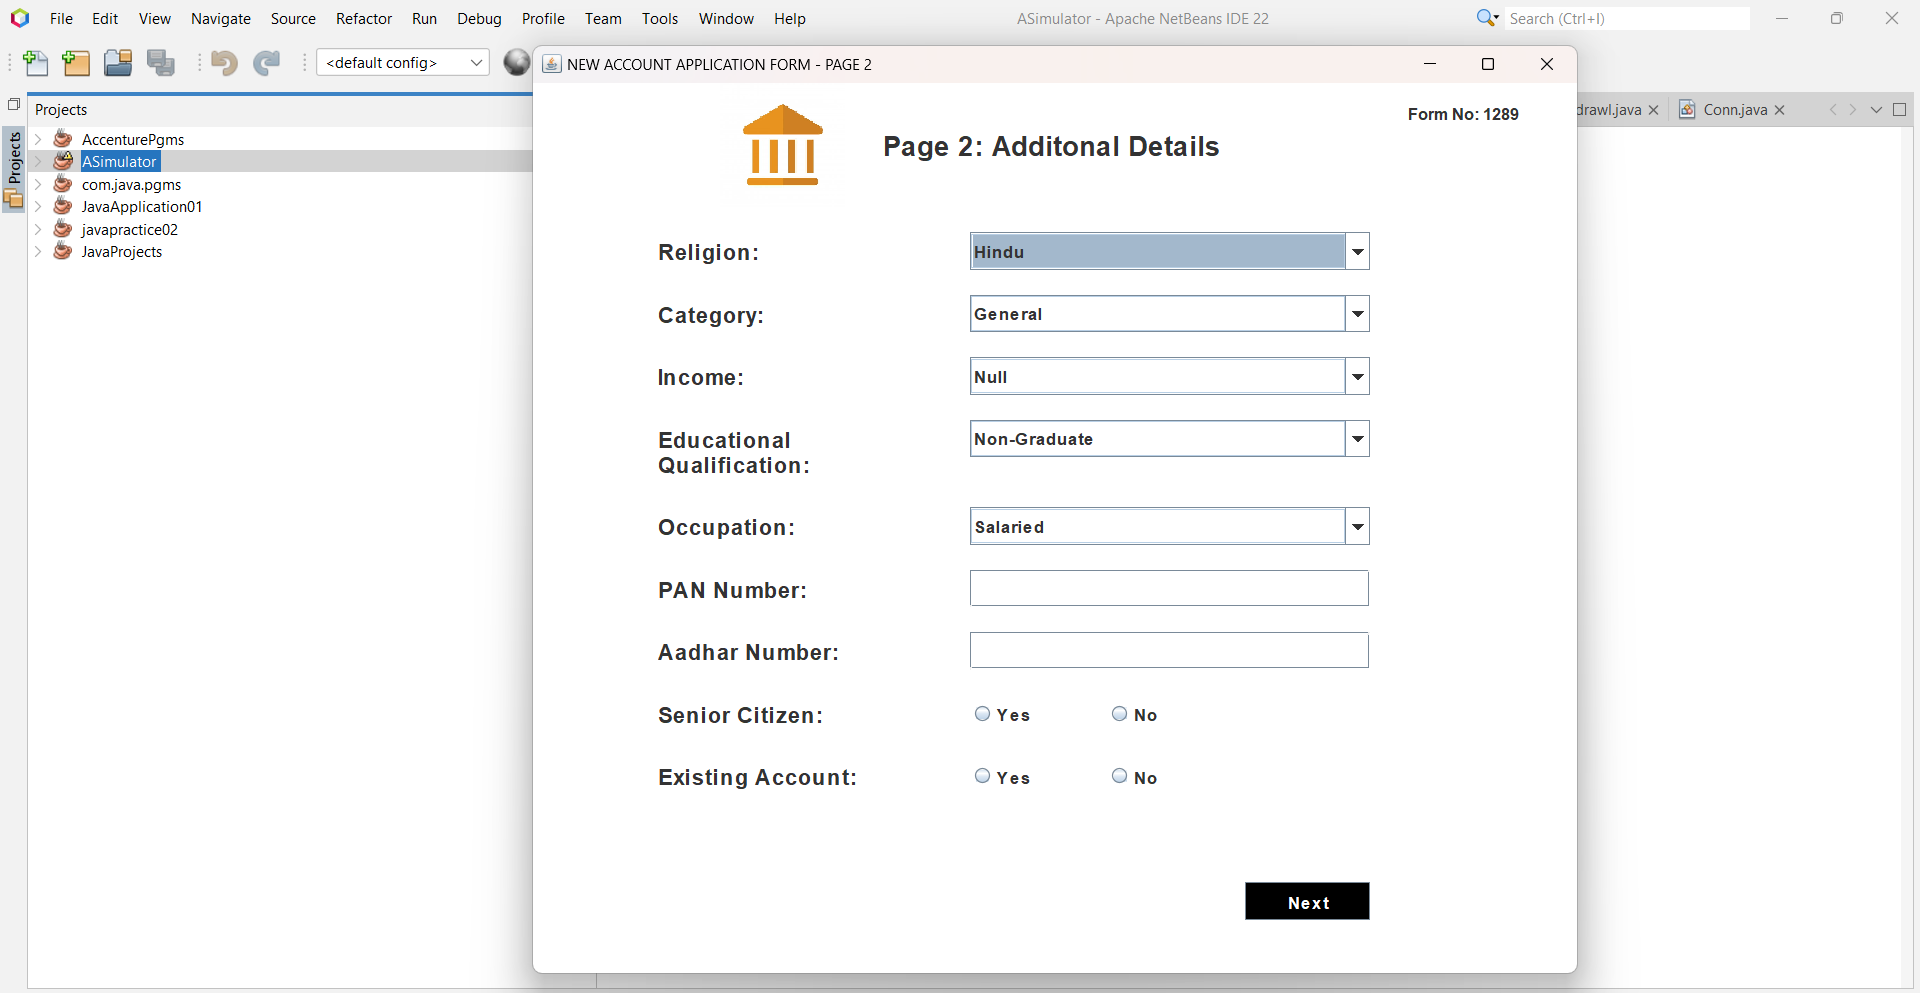 File Edit View Navigate Source Refactor Run Debug Profile Team Tools Window Help
ASimulator - Apache NetBeans IDE 22
Search (Ctrl+I)
<default config>
NEW ACCOUNT APPLICATION FORM - PAGE 2
Projects
Projects
AccenturePgms
ASimulator
com.java.pgms
JavaApplication01
javapractice02
JavaProjects
drawl.java
Conn.java
Form No: 1289
Page 2: Additonal Details
Religion: Hindu
Category: General
Income: Null
Educational Non-Graduate
Qualification:
Occupation: Salaried
PAN Number:
Aadhar Number:
Senior Citizen: Yes No
Existing Account: Yes No
Next